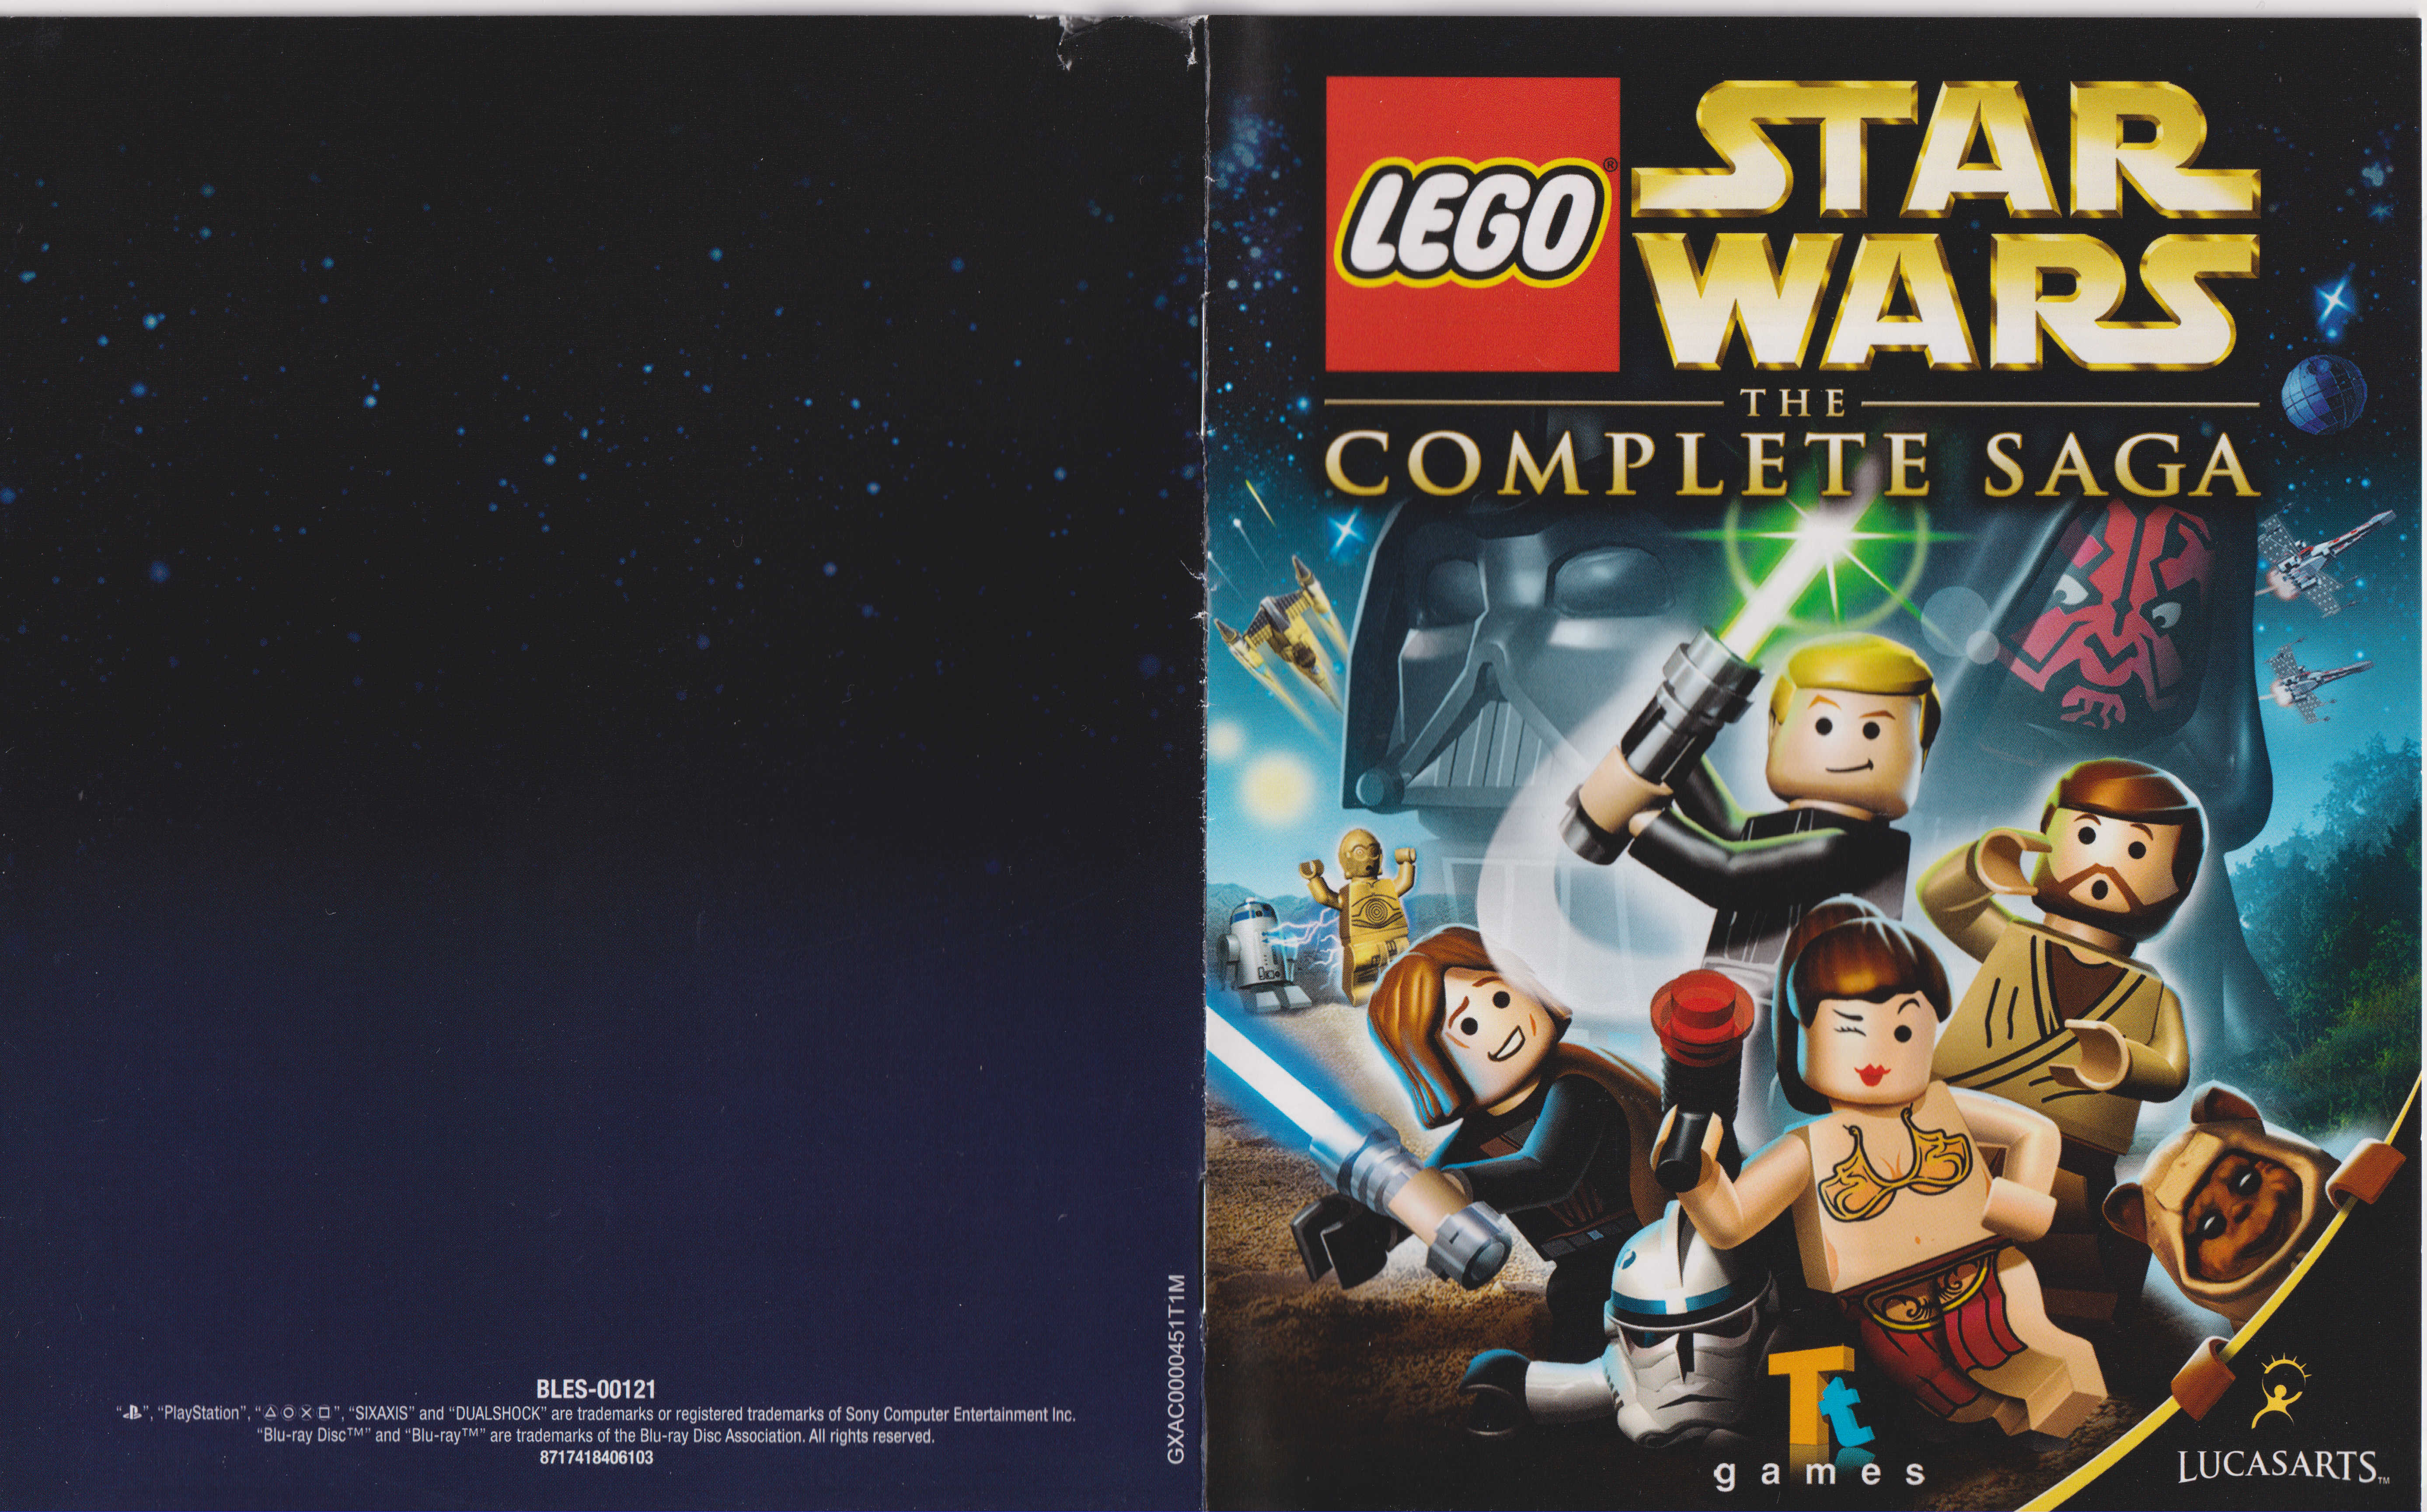 BLES-00121
“ ”, “PlayStation”, “△○✕□”, “SIXAXIS” and “DUALSHOCK” are trademarks or registered trademarks of Sony Computer Entertainment Inc.
“Blu-ray Disc™” and “Blu-ray™” are trademarks of the Blu-ray Disc Association. All rights reserved.
8717418406103
GXAC0000451T1M
LEGO®
STAR
WARS
THE
COMPLETE SAGA
Tt
games
LUCASARTS™